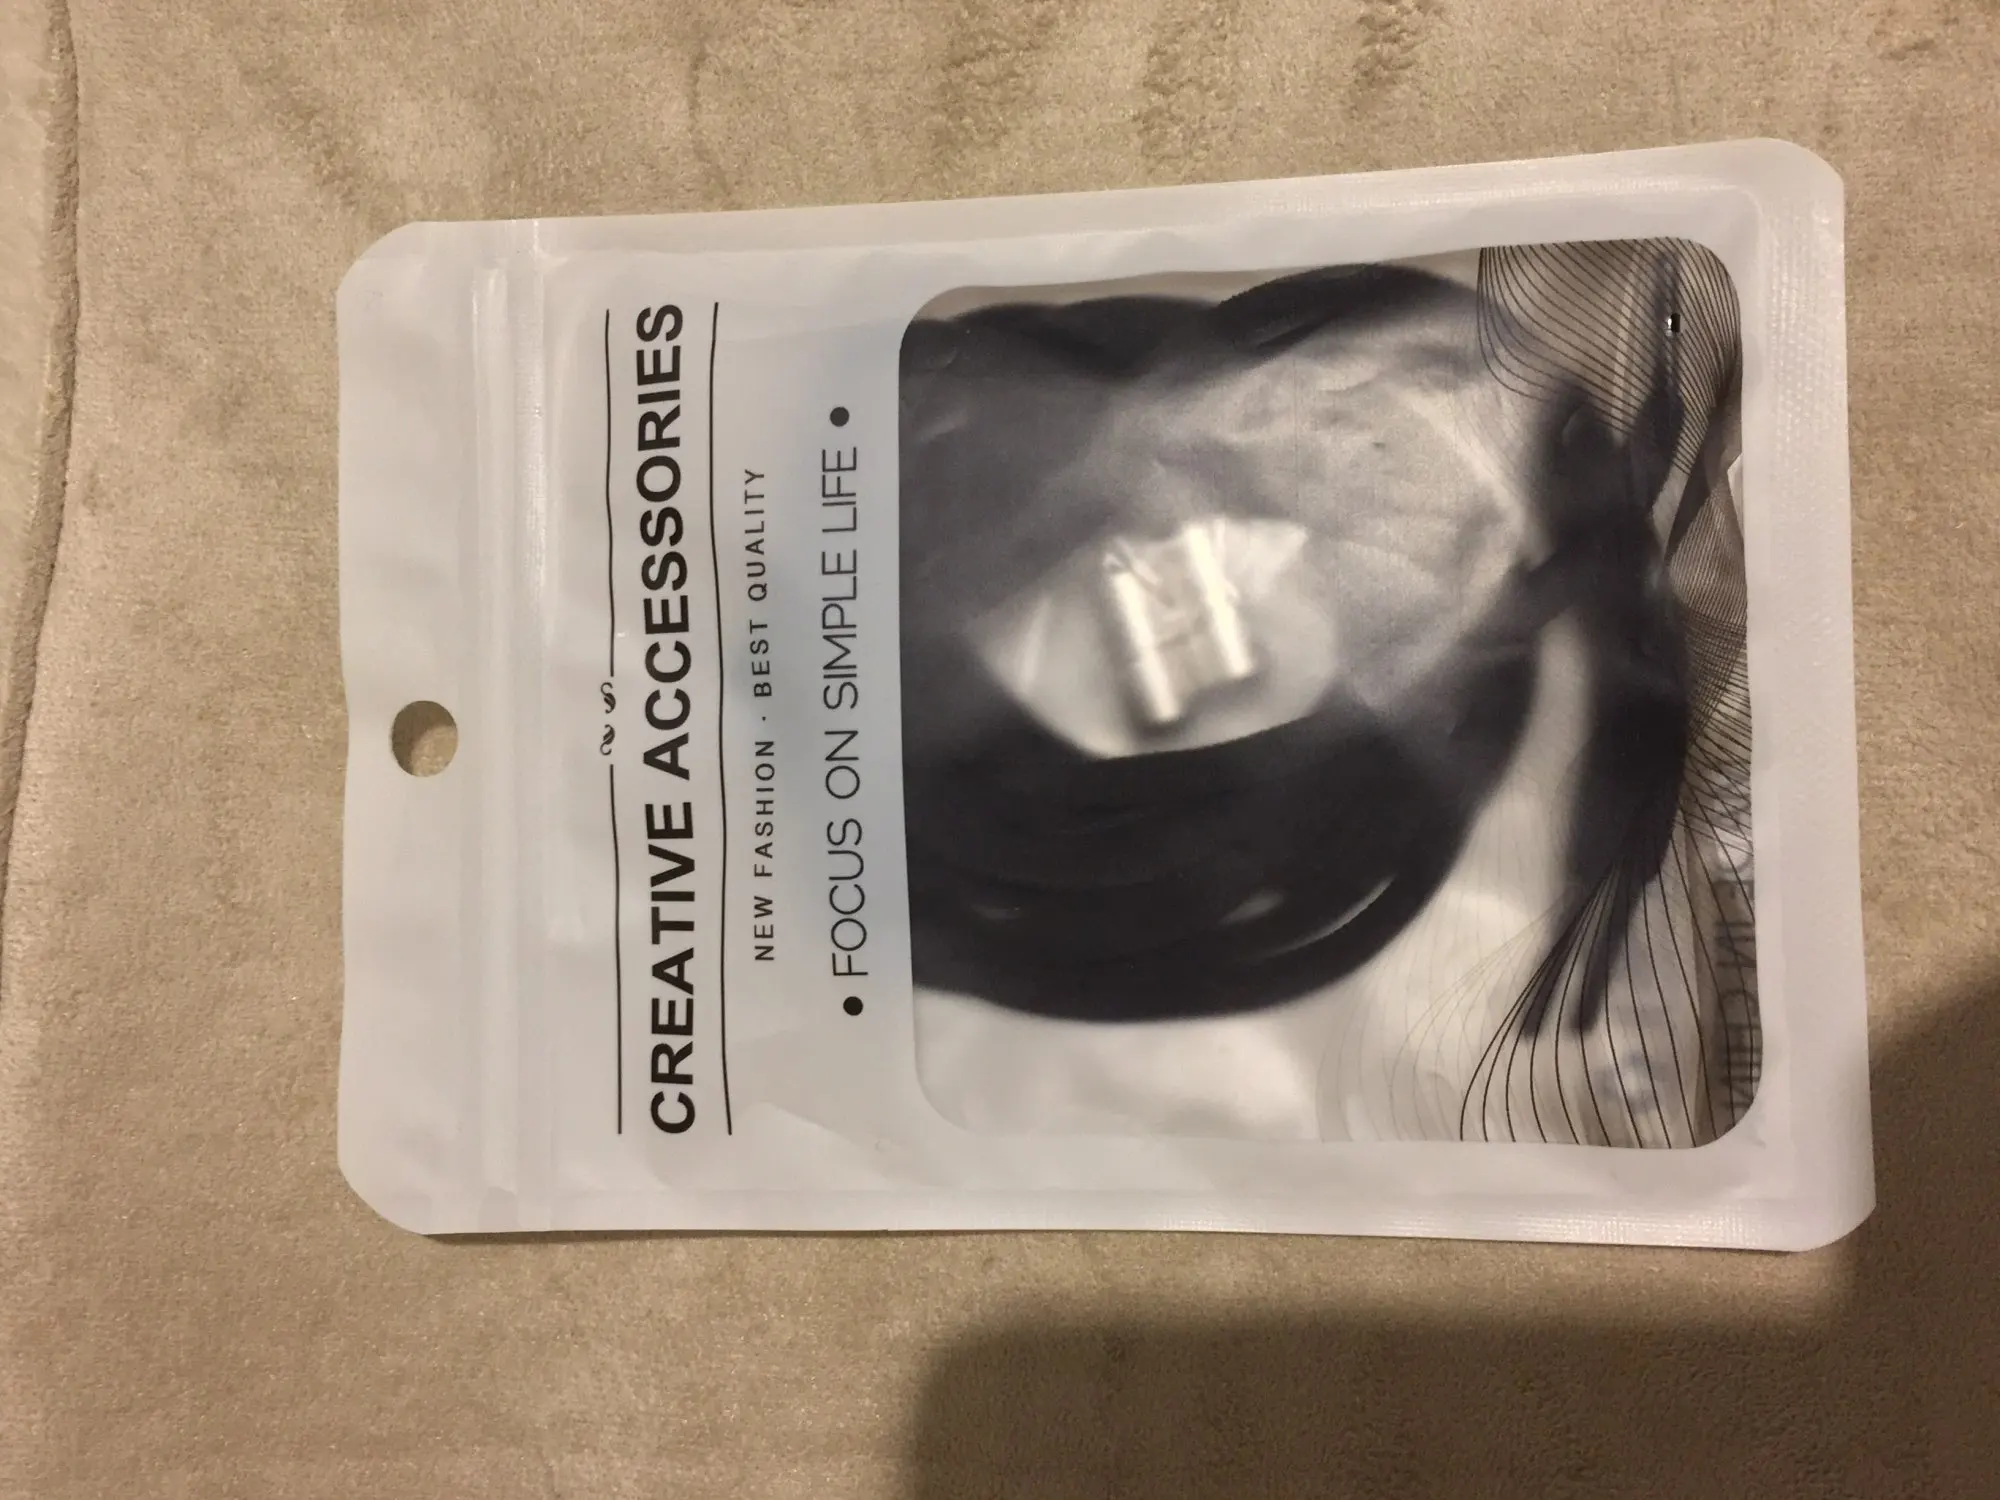 CREATIVE ACCESSORIES
NEW FASHION · BEST QUALITY
● FOCUS ON SIMPLE LIFE ●